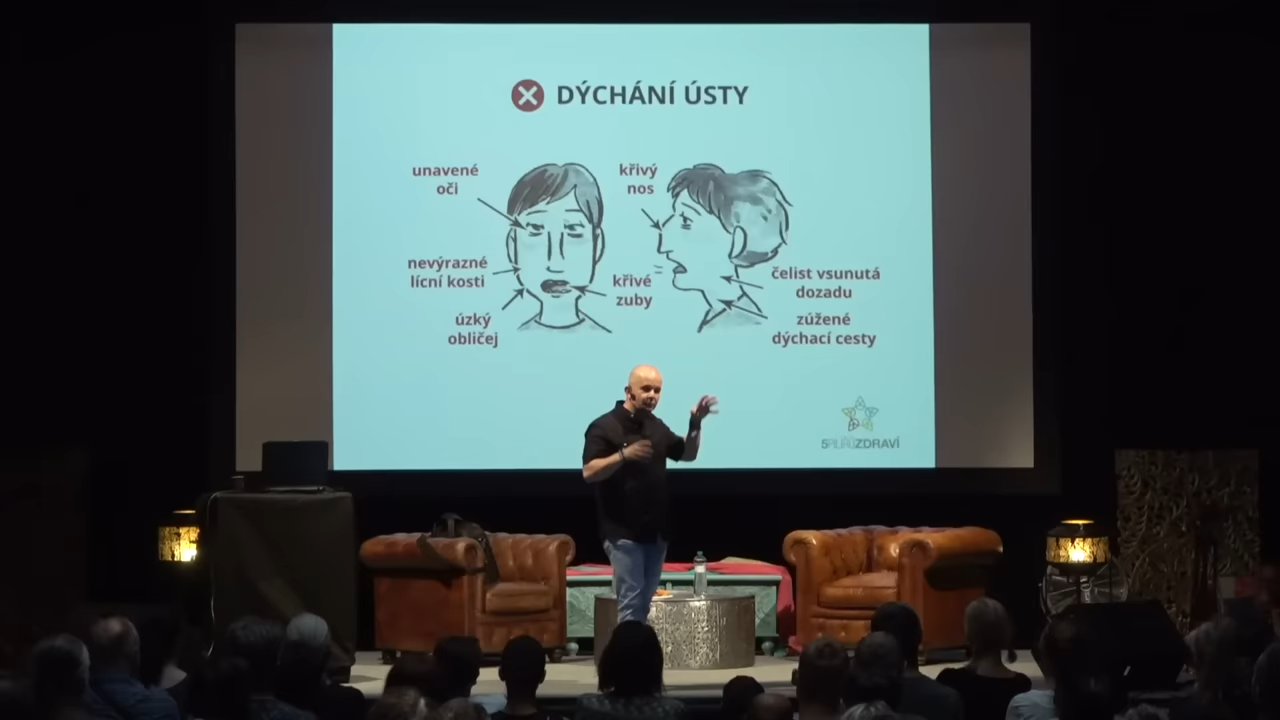 DÝCHÁNÍ ÚSTY
unavené
oči
křivý
nos
nevýrazné
lícní kosti
křivé
zuby
čelist vsunutá
dozadu
úzký
obličej
zúžené
dýchací cesty
5PILÍŘŮZDRAVÍ